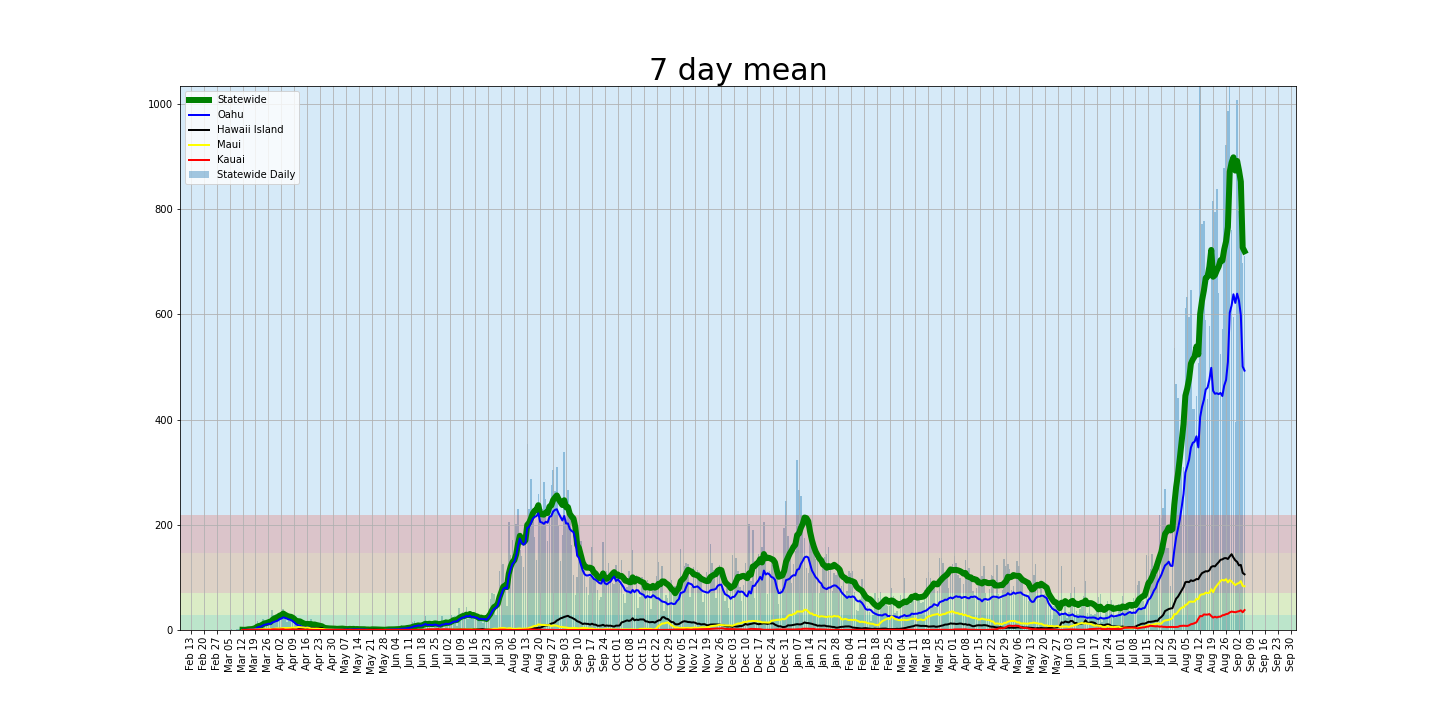 7 day mean
Statewide
Oahu
Hawaii Island
Maui
Kauai
Statewide Daily
1000
800
600
400
200
0
Feb 13
Feb 20
Feb 27
Mar 05
Mar 12
Mar 19
Mar 26
Apr 02
Apr 09
Apr 16
Apr 23
Apr 30
May 07
May 14
May 21
May 28
Jun 04
Jun 11
Jun 18
Jun 25
Jul 02
Jul 09
Jul 16
Jul 23
Jul 30
Aug 06
Aug 13
Aug 20
Aug 27
Sep 03
Sep 10
Sep 17
Sep 24
Oct 01
Oct 08
Oct 15
Oct 22
Oct 29
Nov 05
Nov 12
Nov 19
Nov 26
Dec 03
Dec 10
Dec 17
Dec 24
Dec 31
Jan 07
Jan 14
Jan 21
Jan 28
Feb 04
Feb 11
Feb 18
Feb 25
Mar 04
Mar 11
Mar 18
Mar 25
Apr 01
Apr 08
Apr 15
Apr 22
Apr 29
May 06
May 13
May 20
May 27
Jun 03
Jun 10
Jun 17
Jun 24
Jul 01
Jul 08
Jul 15
Jul 22
Jul 29
Aug 05
Aug 12
Aug 19
Aug 26
Sep 02
Sep 09
Sep 16
Sep 23
Sep 30